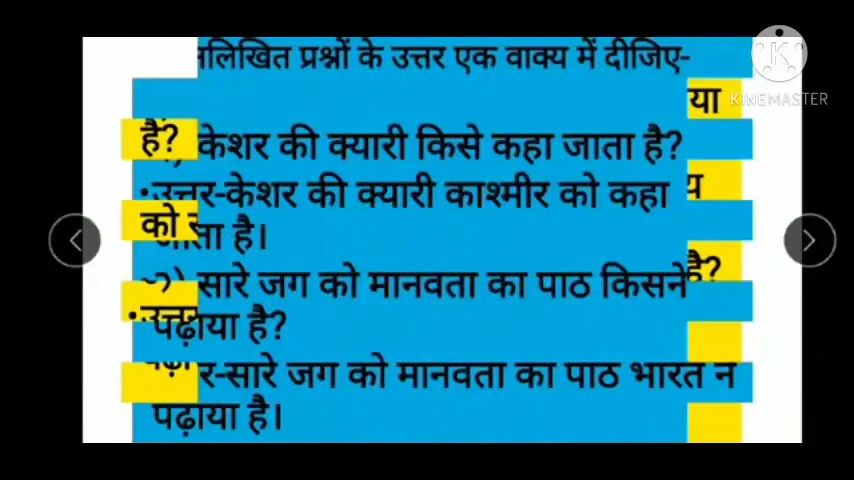 प्रश्नों के उत्तर एक वाक्य में दीजिए-
या
KINEMASTER
है? केशर की क्यारी किसे कहा जाता है?
उत्तर-केशर की क्यारी काश्मीर को कहा
को
है।
सारे जग को मानवता का पाठ किसने
है?
पढ़ाया है?
सारे जग को मानवता का पाठ भारत न
पढ़ाया है।